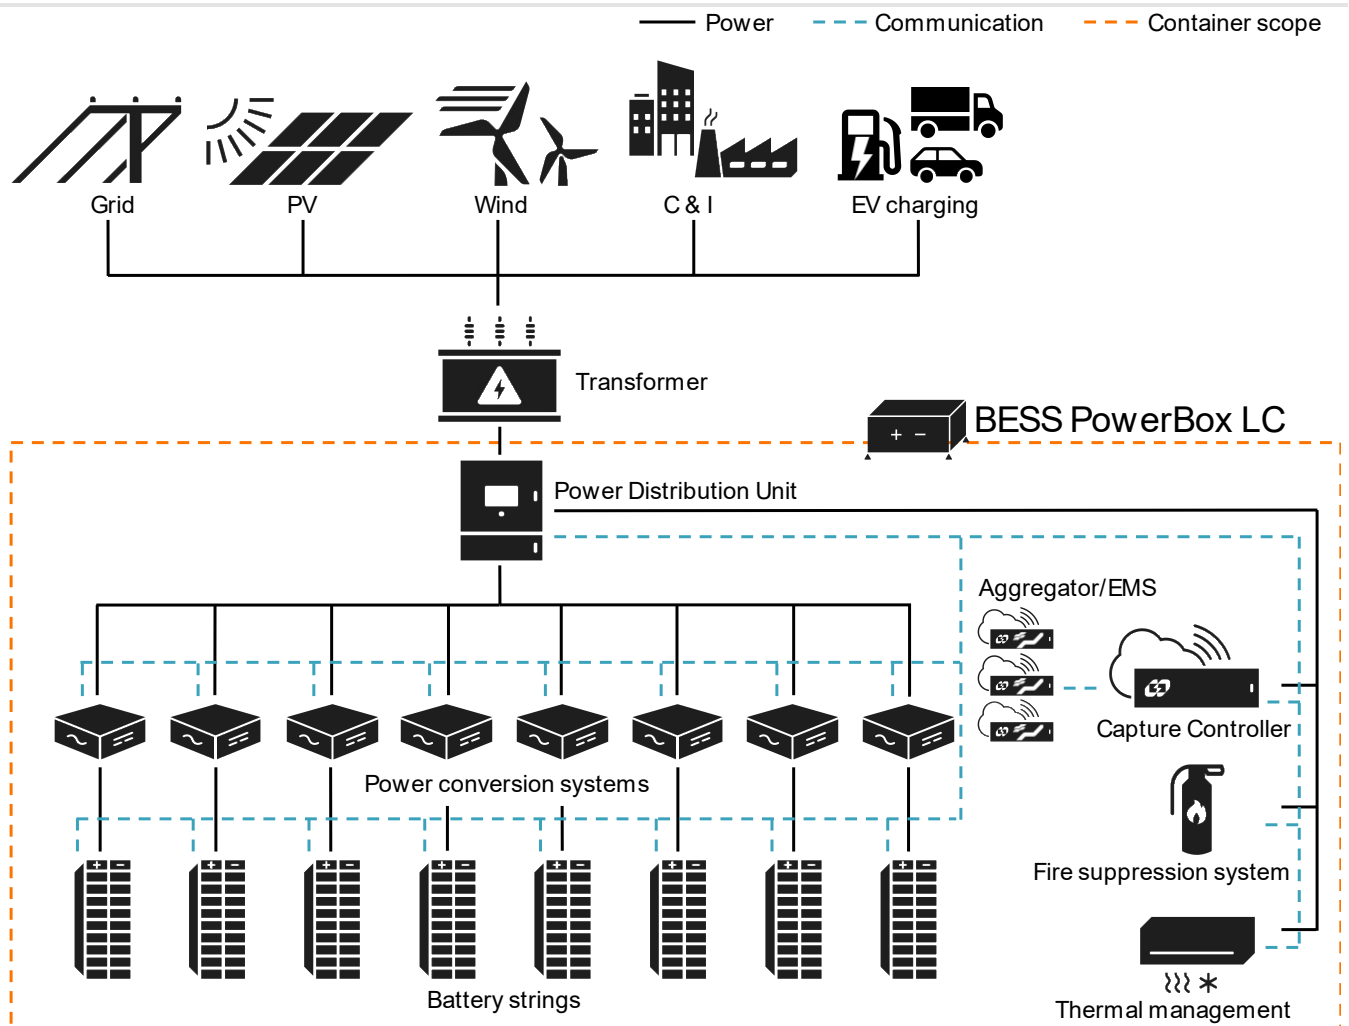 Power
Communication
Container scope
Grid
PV
Wind
C & I
EV charging
Transformer
BESS PowerBox LC
+ −
Power Distribution Unit
Aggregator/EMS
Capture Controller
Power conversion systems
Fire suppression system
Battery strings
Thermal management